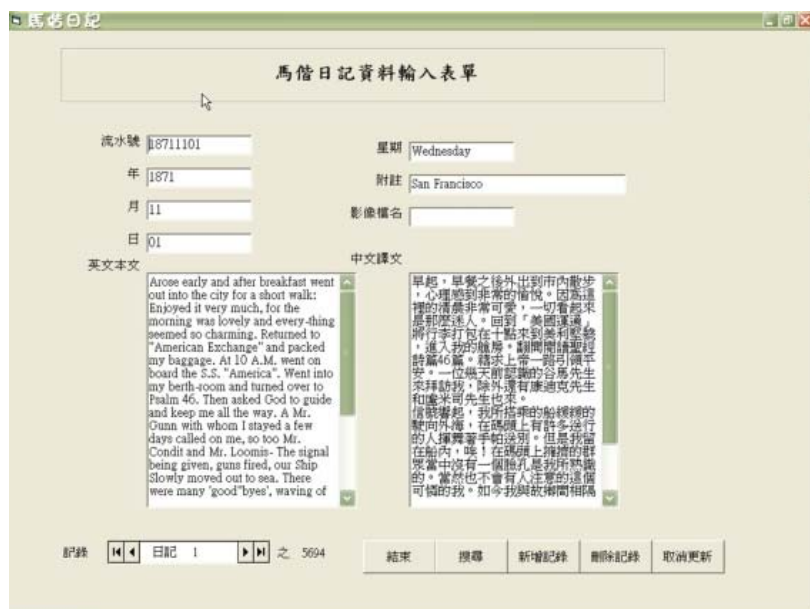 馬偕日記
馬偕日記資料輸入表單
流水號 18711101
年 1871
月 11
日 01
星期 Wednesday
附註 San Francisco
影像檔名
英文本文
Arose early and after breakfast went
out into the city for a short walk:
Enjoyed it very much, for the
morning was lovely and every-thing
seemed so charming. Returned to
"American Exchange" and packed
my baggage. At 10 A.M. went on
board the S.S. "America". Went into
my berth-room and turned over to
Psalm 46. Then asked God to guide
and keep me all the way. A Mr.
Gunn with whom I stayed a few
days called on me, so too Mr.
Condit and Mr. Loomis- The signal
being given, guns fired, our Ship
Slowly moved out to sea. There
were many 'good"byes', waving of
中文譯文
早起,早餐之後外出到市內散步
,心理感到非常的愉悅。因為這
裡的清晨非常可愛,一切看起來
是那麼迷人。回到「美國運通」
將行李打包在十點來到美利堅號
,進入我的艙房。翻開閱讀聖經
詩篇46篇。藉求上帝一路引領平
安。一位幾天前認識的谷馬先生
來拜訪我,除外還有康迪克先生
和盧米司先生也來。
信號響起,我所搭乘的船緩緩的
駛向外海,在碼頭上有許多送行
的人揮舞著手帕送別。但是我留
在船內,唉!在碼頭上擁擠的群
眾當中沒有一個臉孔是我所熟識
的。當然也不會有人注意的這個
可憐的我。如今我與故鄉間相隔
記錄 日記 1 之 5694
結束 搜尋 新增記錄 刪除記錄 取消更新